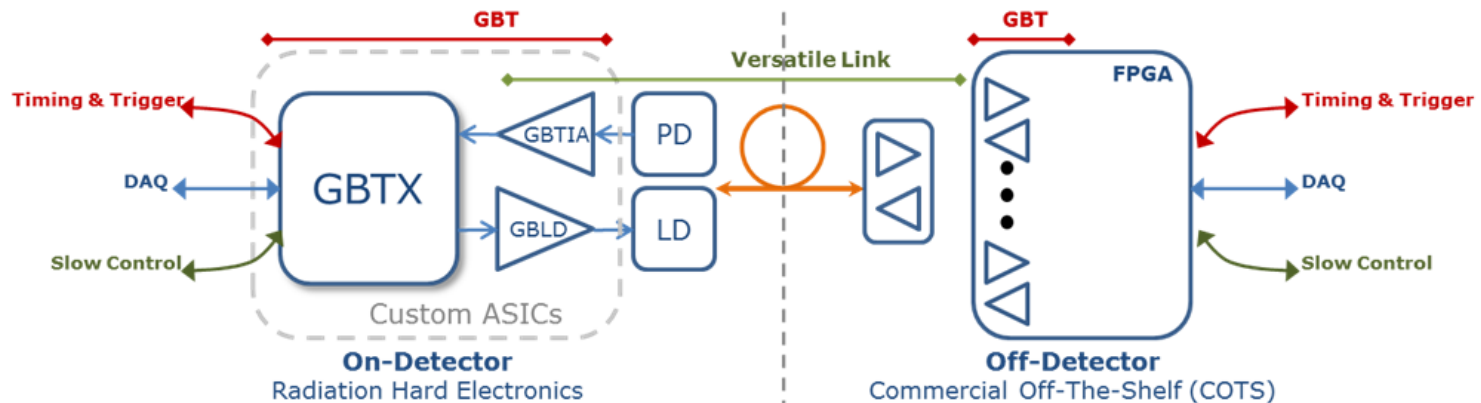 GBT
GBT
Versatile Link
FPGA
Timing & Trigger
GBTIA
PD
Timing & Trigger
DAQ
GBTX
DAQ
GBLD
LD
Slow Control
Slow Control
Custom ASICs
On-Detector
Off-Detector
Radiation Hard Electronics
Commercial Off-The-Shelf (COTS)